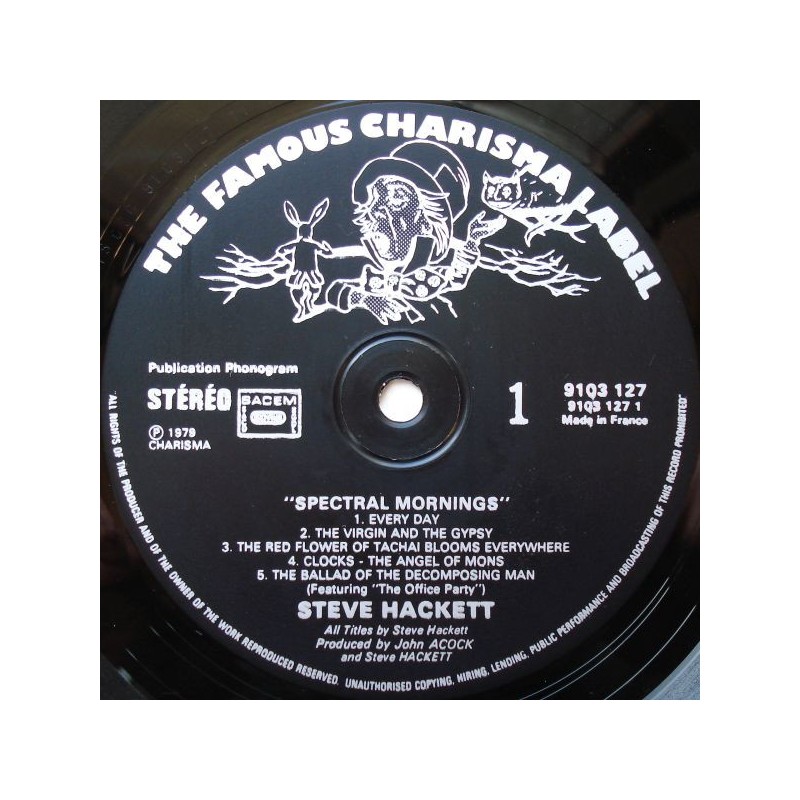 THE FAMOUS CHARISMA LABEL
Publication Phonogram
STÉRÉO
SACEM
1
9103 127
9103 127 1
Made in France
Ⓟ 1979
CHARISMA
"SPECTRAL MORNINGS"
1. EVERY DAY
2. THE VIRGIN AND THE GYPSY
3. THE RED FLOWER OF TACHAI BLOOMS EVERYWHERE
4. CLOCKS - THE ANGEL OF MONS
5. THE BALLAD OF THE DECOMPOSING MAN
(Featuring "The Office Party")
STEVE HACKETT
All Titles by Steve Hackett
Produced by John ACOCK
and Steve HACKETT
"ALL RIGHTS OF THE PRODUCER AND OF THE OWNER OF THE WORK REPRODUCED RESERVED. UNAUTHORISED COPYING, HIRING, LENDING, PUBLIC PERFORMANCE AND BROADCASTING OF THIS RECORD PROHIBITED"